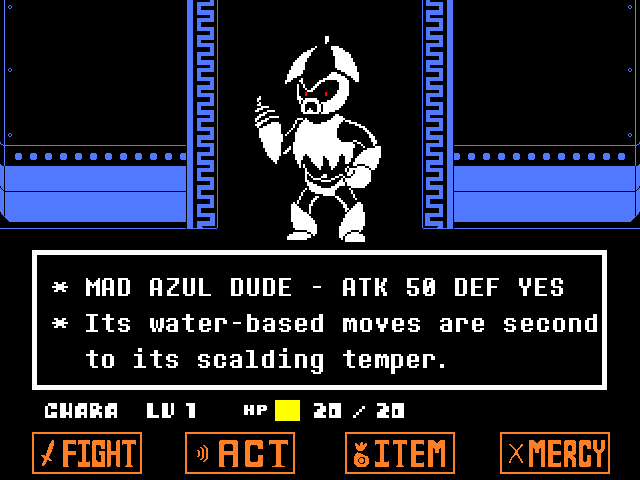 * MAD AZUL DUDE - ATK 50 DEF YES
* Its water-based moves are second
to its scalding temper.
CHARA LV 1 HP 20 / 20
FIGHT ACT ITEM MERCY